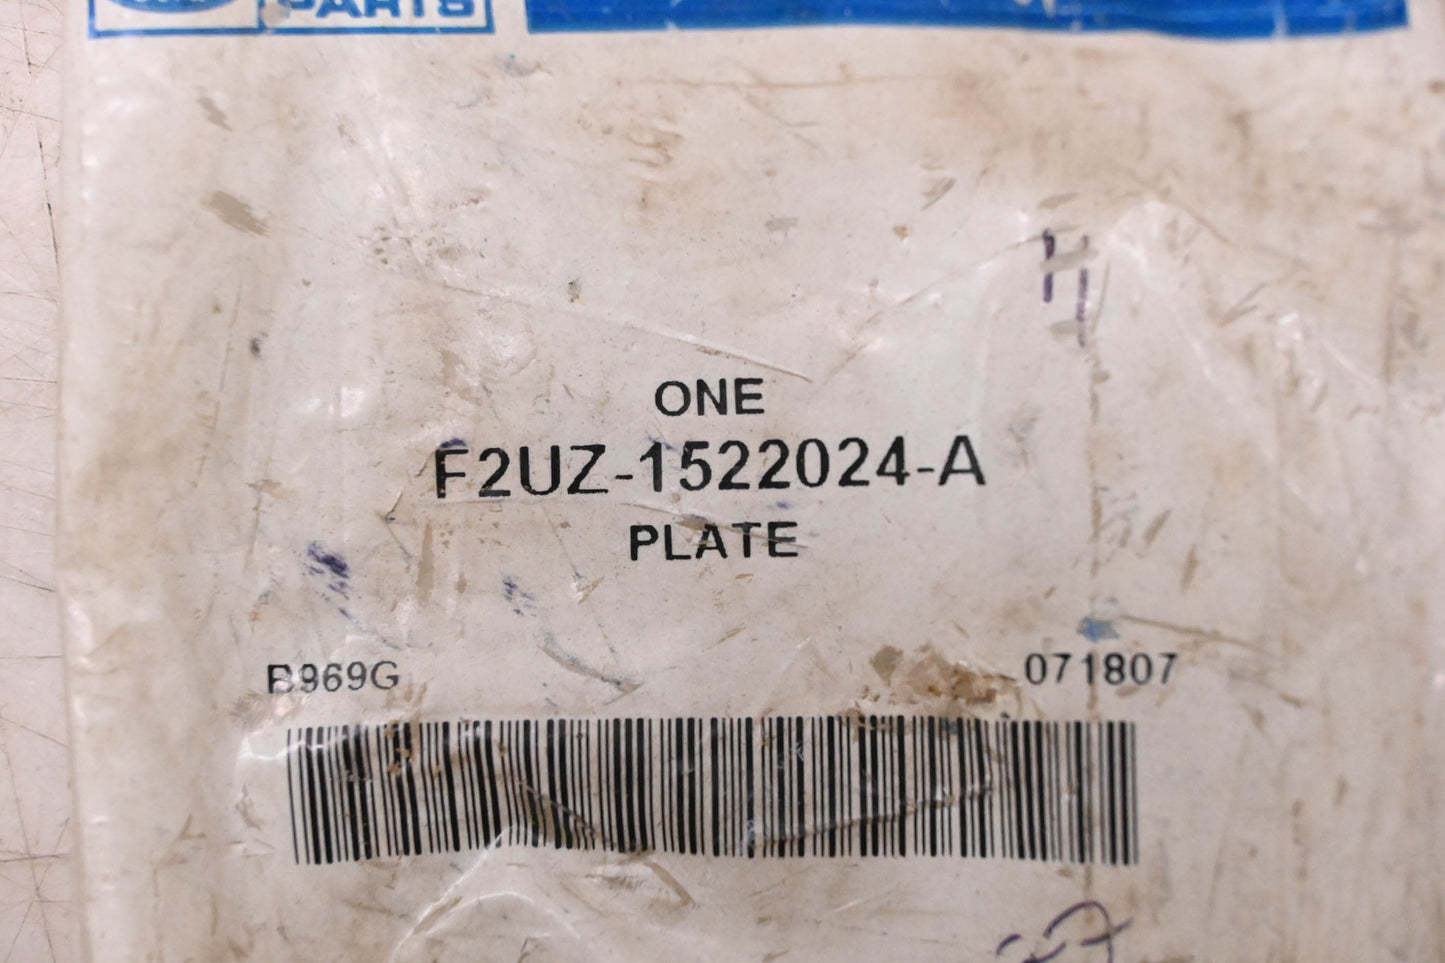 PARTS
ONE
F2UZ-1522024-A
PLATE
B969G
071807